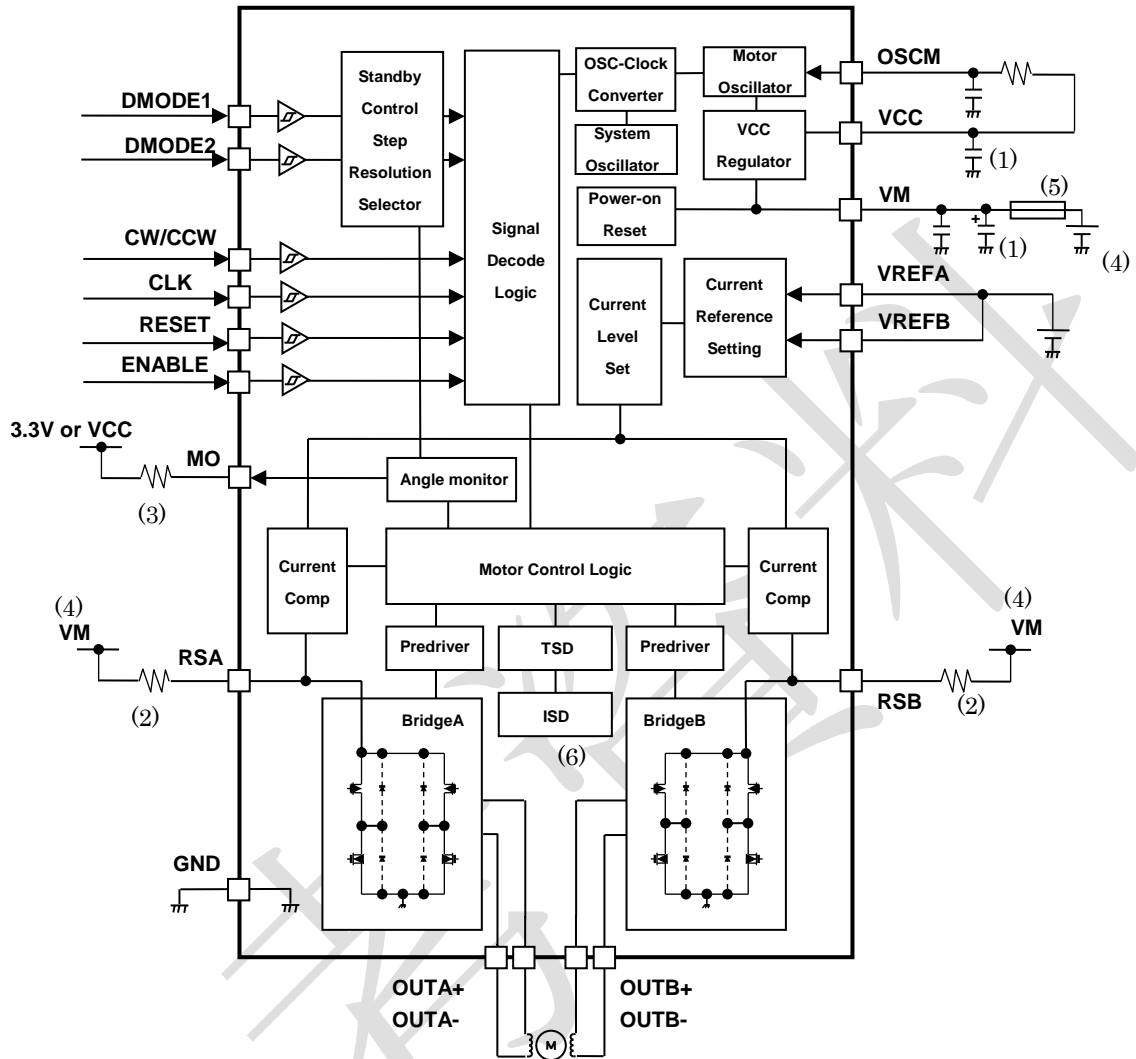 DMODE1
DMODE2
CW/CCW
CLK
RESET
ENABLE
3.3V or VCC
MO
(3)
(4)
VM
RSA
(2)
GND
Standby
Control
Step
Resolution
Selector
Signal
Decode
Logic
OSC-Clock
Converter
System
Oscillator
Motor
Oscillator
VCC
Regulator
Power-on
Reset
Current
Level
Set
Current
Reference
Setting
OSCM
VCC
(1)
VM
(5)
+
(1)
(4)
VREFA
VREFB
Angle monitor
Current
Comp
Motor Control Logic
Current
Comp
Predriver
TSD
Predriver
ISD
(6)
BridgeA
BridgeB
(4)
VM
RSB
(2)
OUTA+
OUTA-
OUTB+
OUTB-
M
考資料